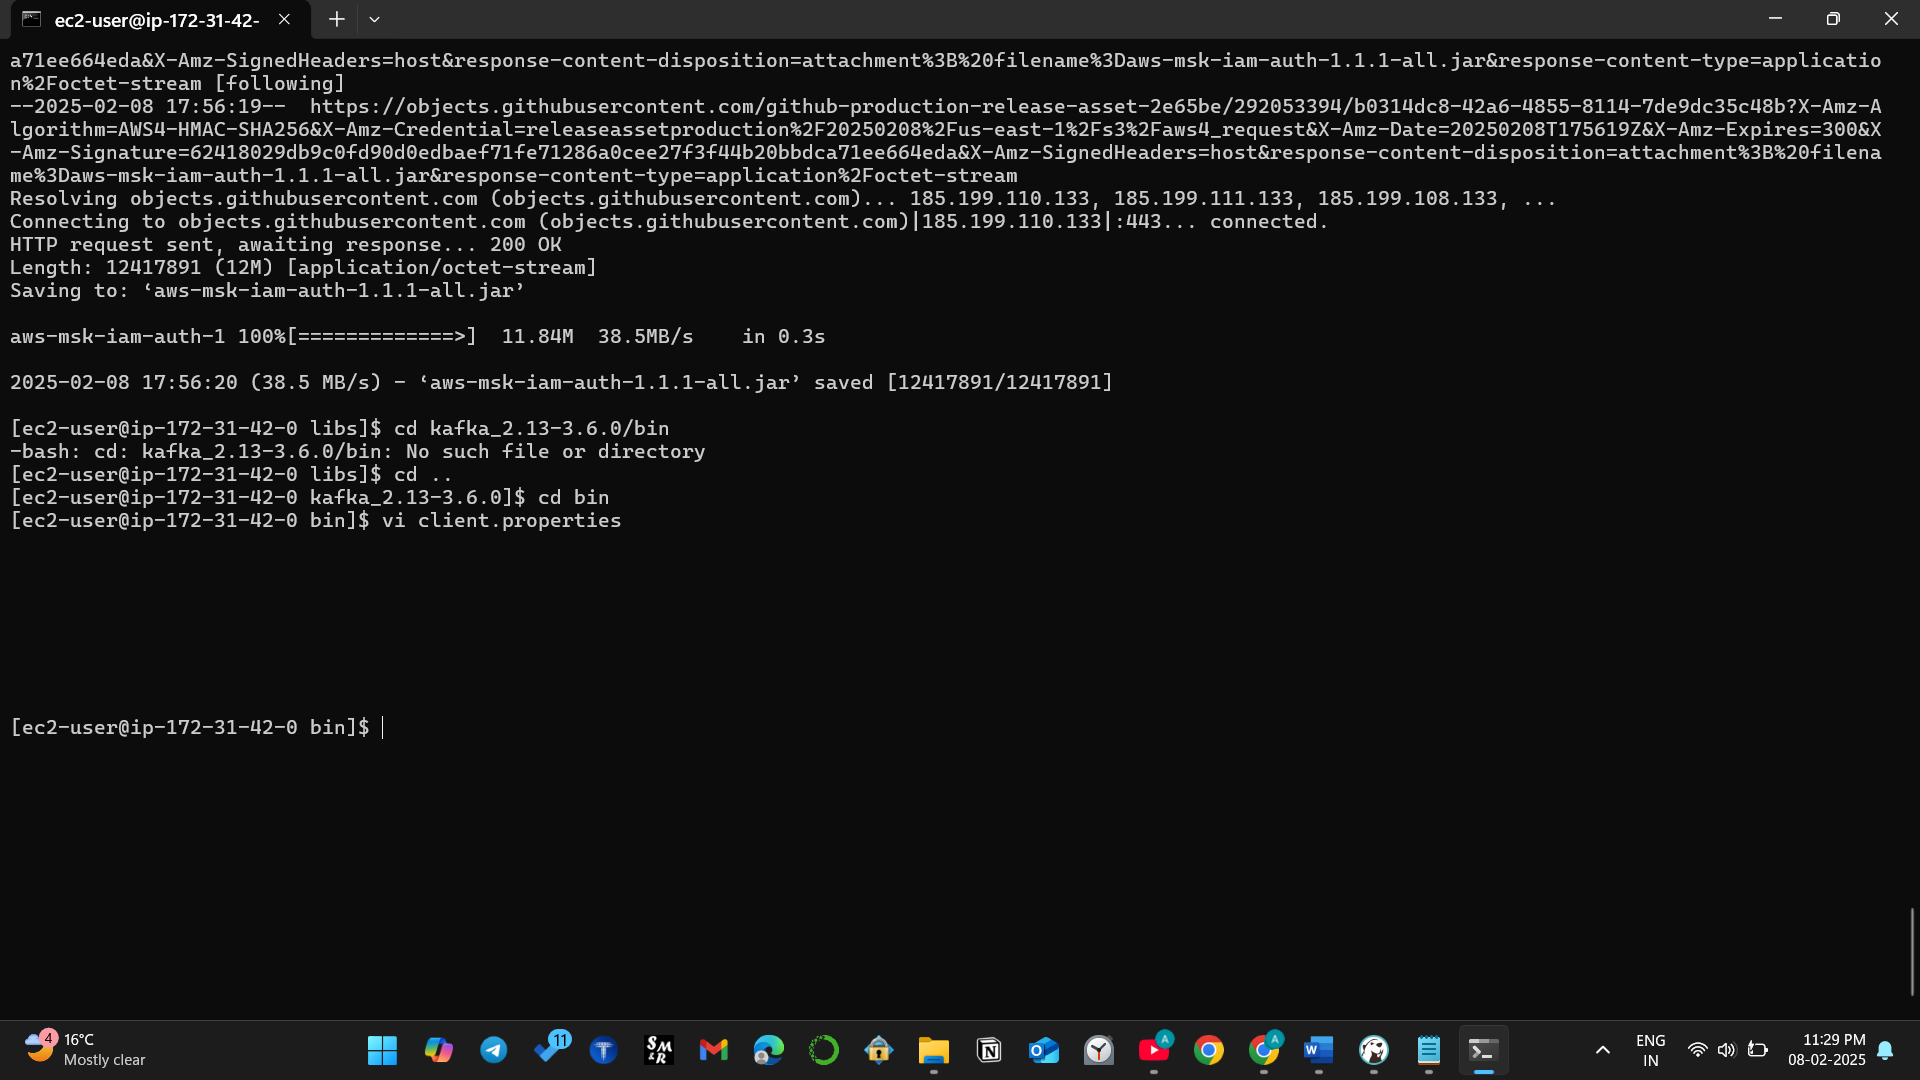 ec2-user@ip-172-31-42-
a71ee664eda&X-Amz-SignedHeaders=host&response-content-disposition=attachment%3B%20filename%3Daws-msk-iam-auth-1.1.1-all.jar&response-content-type=applicatio
n%2Foctet-stream [following]
--2025-02-08 17:56:19--  https://objects.githubusercontent.com/github-production-release-asset-2e65be/292053394/b0314dc8-42a6-4855-8114-7de9dc35c48b?X-Amz-A
lgorithm=AWS4-HMAC-SHA256&X-Amz-Credential=releaseassetproduction%2F20250208%2Fus-east-1%2Fs3%2Faws4_request&X-Amz-Date=20250208T175619Z&X-Amz-Expires=300&X
-Amz-Signature=62418029db9c0fd90d0edbaef71fe71286a0cee27f3f44b20bbdca71ee664eda&X-Amz-SignedHeaders=host&response-content-disposition=attachment%3B%20filena
me%3Daws-msk-iam-auth-1.1.1-all.jar&response-content-type=application%2Foctet-stream
Resolving objects.githubusercontent.com (objects.githubusercontent.com)... 185.199.110.133, 185.199.111.133, 185.199.108.133, ...
Connecting to objects.githubusercontent.com (objects.githubusercontent.com)|185.199.110.133|:443... connected.
HTTP request sent, awaiting response... 200 OK
Length: 12417891 (12M) [application/octet-stream]
Saving to: ‘aws-msk-iam-auth-1.1.1-all.jar’
aws-msk-iam-auth-1 100%[=============>]  11.84M  38.5MB/s    in 0.3s
2025-02-08 17:56:20 (38.5 MB/s) - ‘aws-msk-iam-auth-1.1.1-all.jar’ saved [12417891/12417891]
[ec2-user@ip-172-31-42-0 libs]$ cd kafka_2.13-3.6.0/bin
-bash: cd: kafka_2.13-3.6.0/bin: No such file or directory
[ec2-user@ip-172-31-42-0 libs]$ cd ..
[ec2-user@ip-172-31-42-0 kafka_2.13-3.6.0]$ cd bin
[ec2-user@ip-172-31-42-0 bin]$ vi client.properties
[ec2-user@ip-172-31-42-0 bin]$
4
16°C
Mostly clear
11
T
SM
&R
N
O
A
A
W
ENG
IN
11:29 PM
08-02-2025